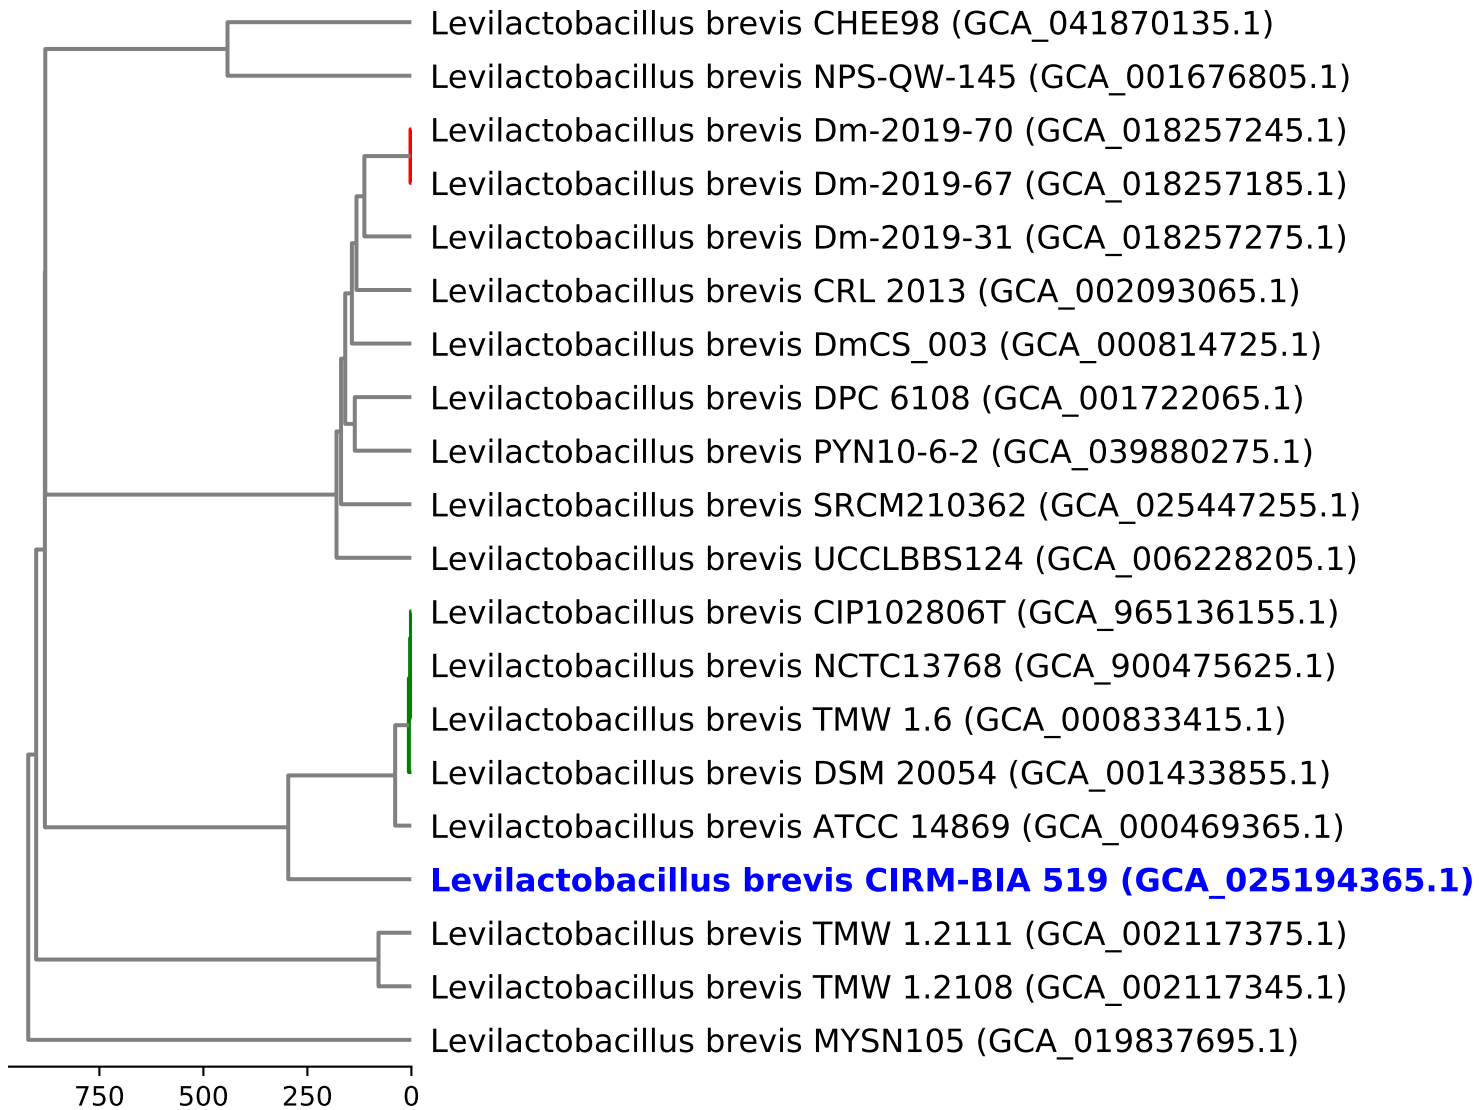 Levilactobacillus brevis CHEE98 (GCA_041870135.1)
Levilactobacillus brevis NPS-QW-145 (GCA_001676805.1)
Levilactobacillus brevis Dm-2019-70 (GCA_018257245.1)
Levilactobacillus brevis Dm-2019-67 (GCA_018257185.1)
Levilactobacillus brevis Dm-2019-31 (GCA_018257275.1)
Levilactobacillus brevis CRL 2013 (GCA_002093065.1)
Levilactobacillus brevis DmCS_003 (GCA_000814725.1)
Levilactobacillus brevis DPC 6108 (GCA_001722065.1)
Levilactobacillus brevis PYN10-6-2 (GCA_039880275.1)
Levilactobacillus brevis SRCM210362 (GCA_025447255.1)
Levilactobacillus brevis UCCLBBS124 (GCA_006228205.1)
Levilactobacillus brevis CIP102806T (GCA_965136155.1)
Levilactobacillus brevis NCTC13768 (GCA_900475625.1)
Levilactobacillus brevis TMW 1.6 (GCA_000833415.1)
Levilactobacillus brevis DSM 20054 (GCA_001433855.1)
Levilactobacillus brevis ATCC 14869 (GCA_000469365.1)
Levilactobacillus brevis CIRM-BIA 519 (GCA_025194365.1)
Levilactobacillus brevis TMW 1.2111 (GCA_002117375.1)
Levilactobacillus brevis TMW 1.2108 (GCA_002117345.1)
Levilactobacillus brevis MYSN105 (GCA_019837695.1)
750 500 250 0